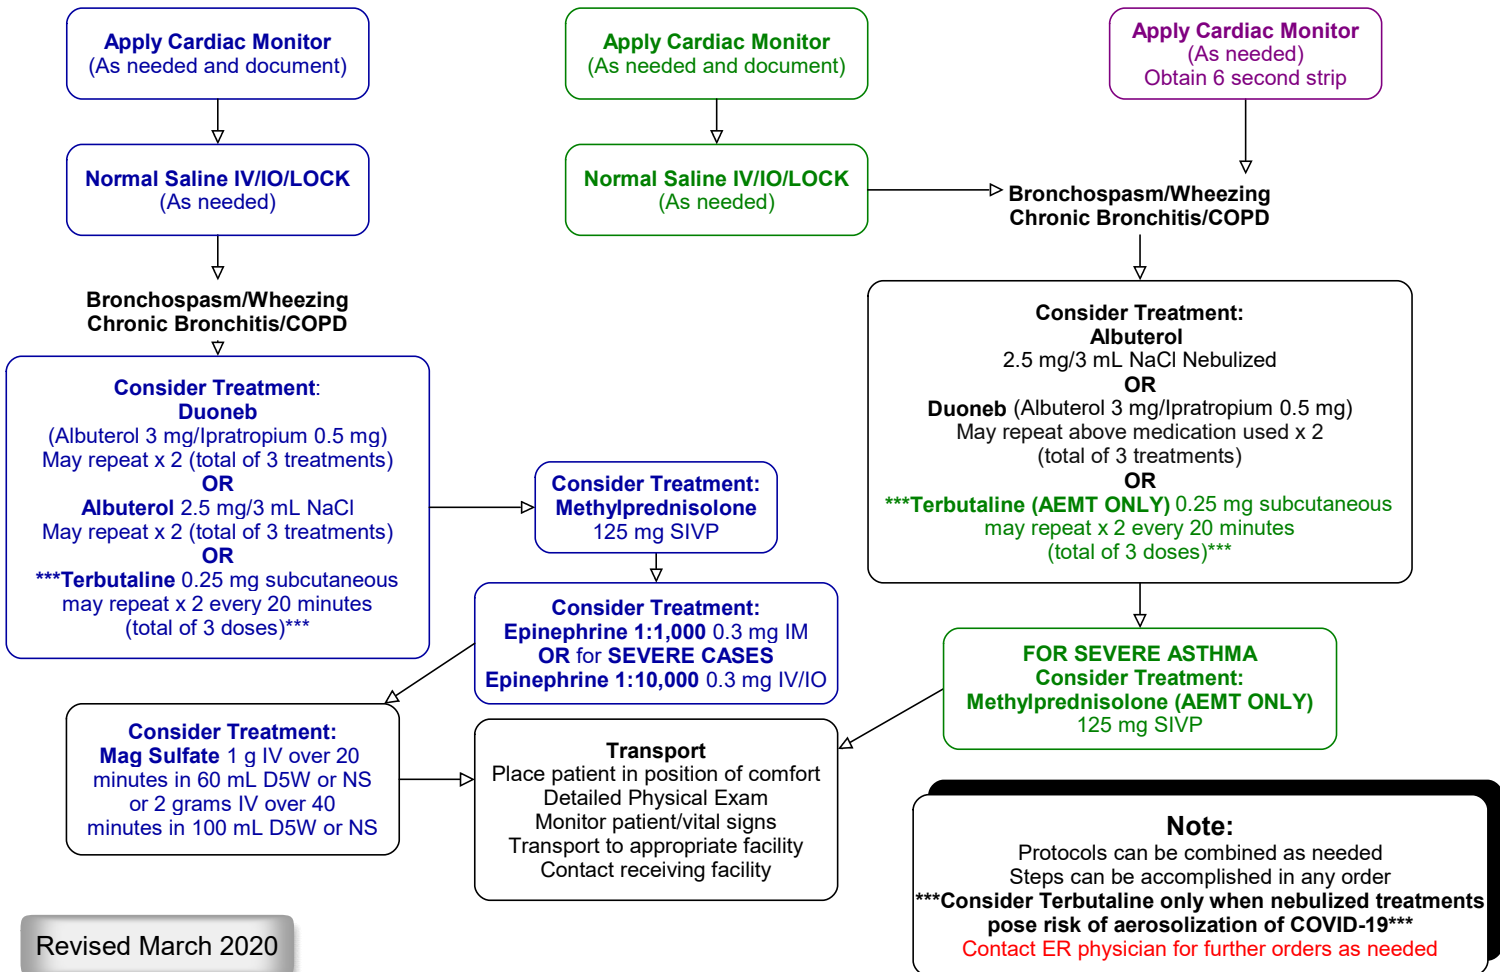 Apply Cardiac Monitor
(As needed and document)
Normal Saline IV/IO/LOCK
(As needed)
Bronchospasm/Wheezing
Chronic Bronchitis/COPD
Consider Treatment:
Duoneb
(Albuterol 3 mg/Ipratropium 0.5 mg)
May repeat x 2 (total of 3 treatments)
OR
Albuterol 2.5 mg/3 mL NaCl
May repeat x 2 (total of 3 treatments)
OR
***Terbutaline 0.25 mg subcutaneous
may repeat x 2 every 20 minutes
(total of 3 doses)***
Consider Treatment:
Methylprednisolone
125 mg SIVP
Consider Treatment:
Epinephrine 1:1,000 0.3 mg IM
OR for SEVERE CASES
Epinephrine 1:10,000 0.3 mg IV/IO
Consider Treatment:
Mag Sulfate 1 g IV over 20
minutes in 60 mL D5W or NS
or 2 grams IV over 40
minutes in 100 mL D5W or NS
Apply Cardiac Monitor
(As needed and document)
Normal Saline IV/IO/LOCK
(As needed)
Apply Cardiac Monitor
(As needed)
Obtain 6 second strip
Bronchospasm/Wheezing
Chronic Bronchitis/COPD
Consider Treatment:
Albuterol
2.5 mg/3 mL NaCl Nebulized
OR
Duoneb (Albuterol 3 mg/Ipratropium 0.5 mg)
May repeat above medication used x 2
(total of 3 treatments)
OR
***Terbutaline (AEMT ONLY) 0.25 mg subcutaneous
may repeat x 2 every 20 minutes
(total of 3 doses)***
FOR SEVERE ASTHMA
Consider Treatment:
Methylprednisolone (AEMT ONLY)
125 mg SIVP
Transport
Place patient in position of comfort
Detailed Physical Exam
Monitor patient/vital signs
Transport to appropriate facility
Contact receiving facility
Note:
Protocols can be combined as needed
Steps can be accomplished in any order
***Consider Terbutaline only when nebulized treatments
pose risk of aerosolization of COVID-19***
Contact ER physician for further orders as needed
Revised March 2020